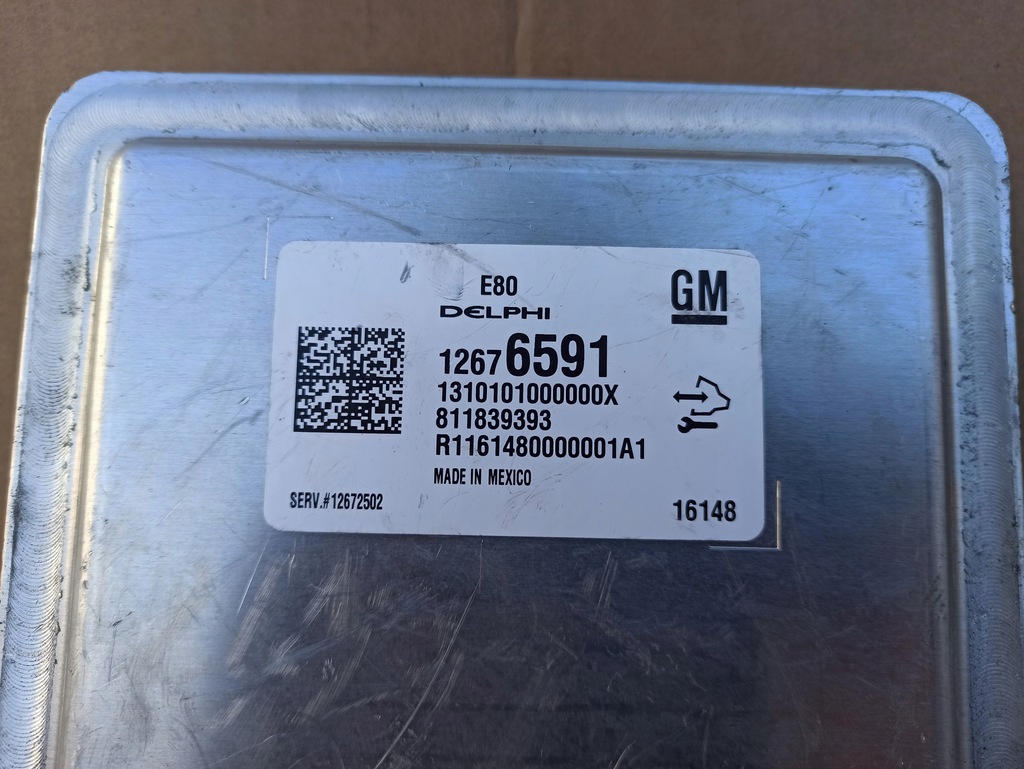 E80
GM
DELPHI
12676591
1310101000000X
811839393
R1161480000001A1
MADE IN MEXICO
SERV.#12672502
16148